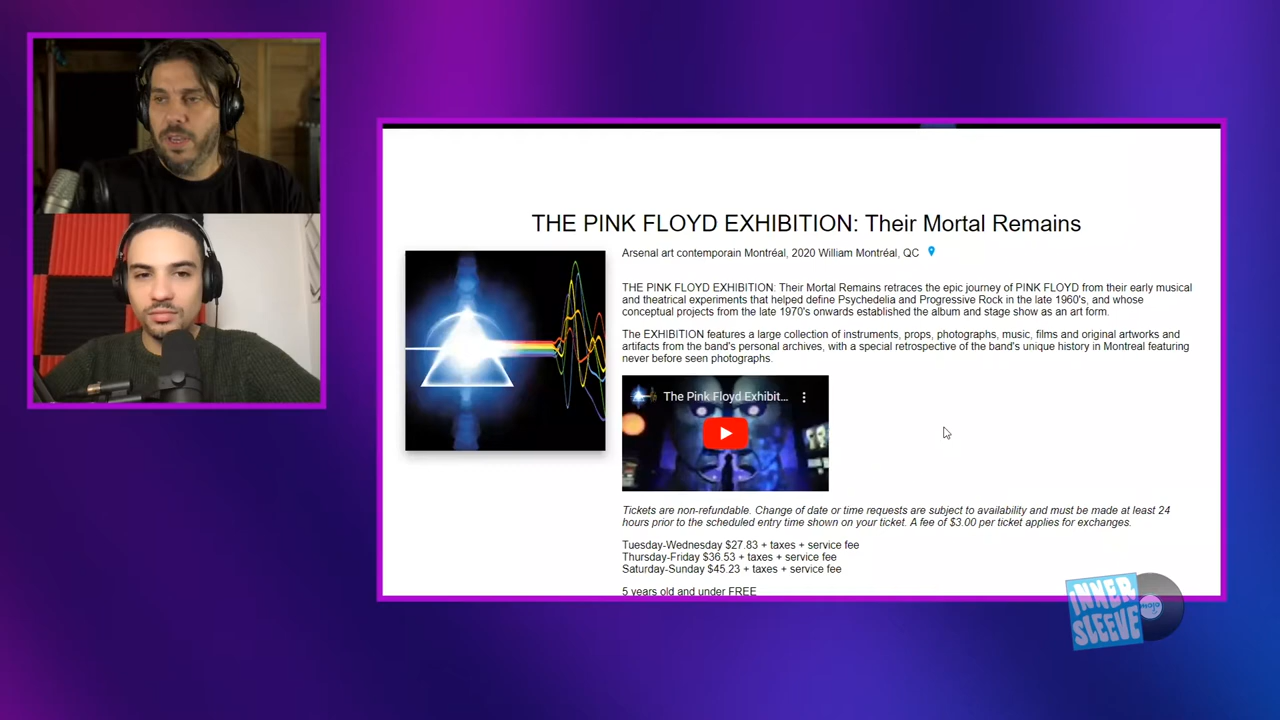 THE PINK FLOYD EXHIBITION: Their Mortal Remains
Arsenal art contemporain Montréal, 2020 William Montréal, QC
THE PINK FLOYD EXHIBITION: Their Mortal Remains retraces the epic journey of PINK FLOYD from their early musical
and theatrical experiments that helped define Psychedelia and Progressive Rock in the late 1960's, and whose
conceptual projects from the late 1970's onwards established the album and stage show as an art form.
The EXHIBITION features a large collection of instruments, props, photographs, music, films and original artworks and
artifacts from the band's personal archives, with a special retrospective of the band's unique history in Montreal featuring
never before seen photographs.
The Pink Floyd Exhibit...
Tickets are non-refundable. Change of date or time requests are subject to availability and must be made at least 24
hours prior to the scheduled entry time shown on your ticket. A fee of $3.00 per ticket applies for exchanges.
Tuesday-Wednesday $27.83 + taxes + service fee
Thursday-Friday $36.53 + taxes + service fee
Saturday-Sunday $45.23 + taxes + service fee
5 years old and under FREE
INNER
SLEEVE
mojo